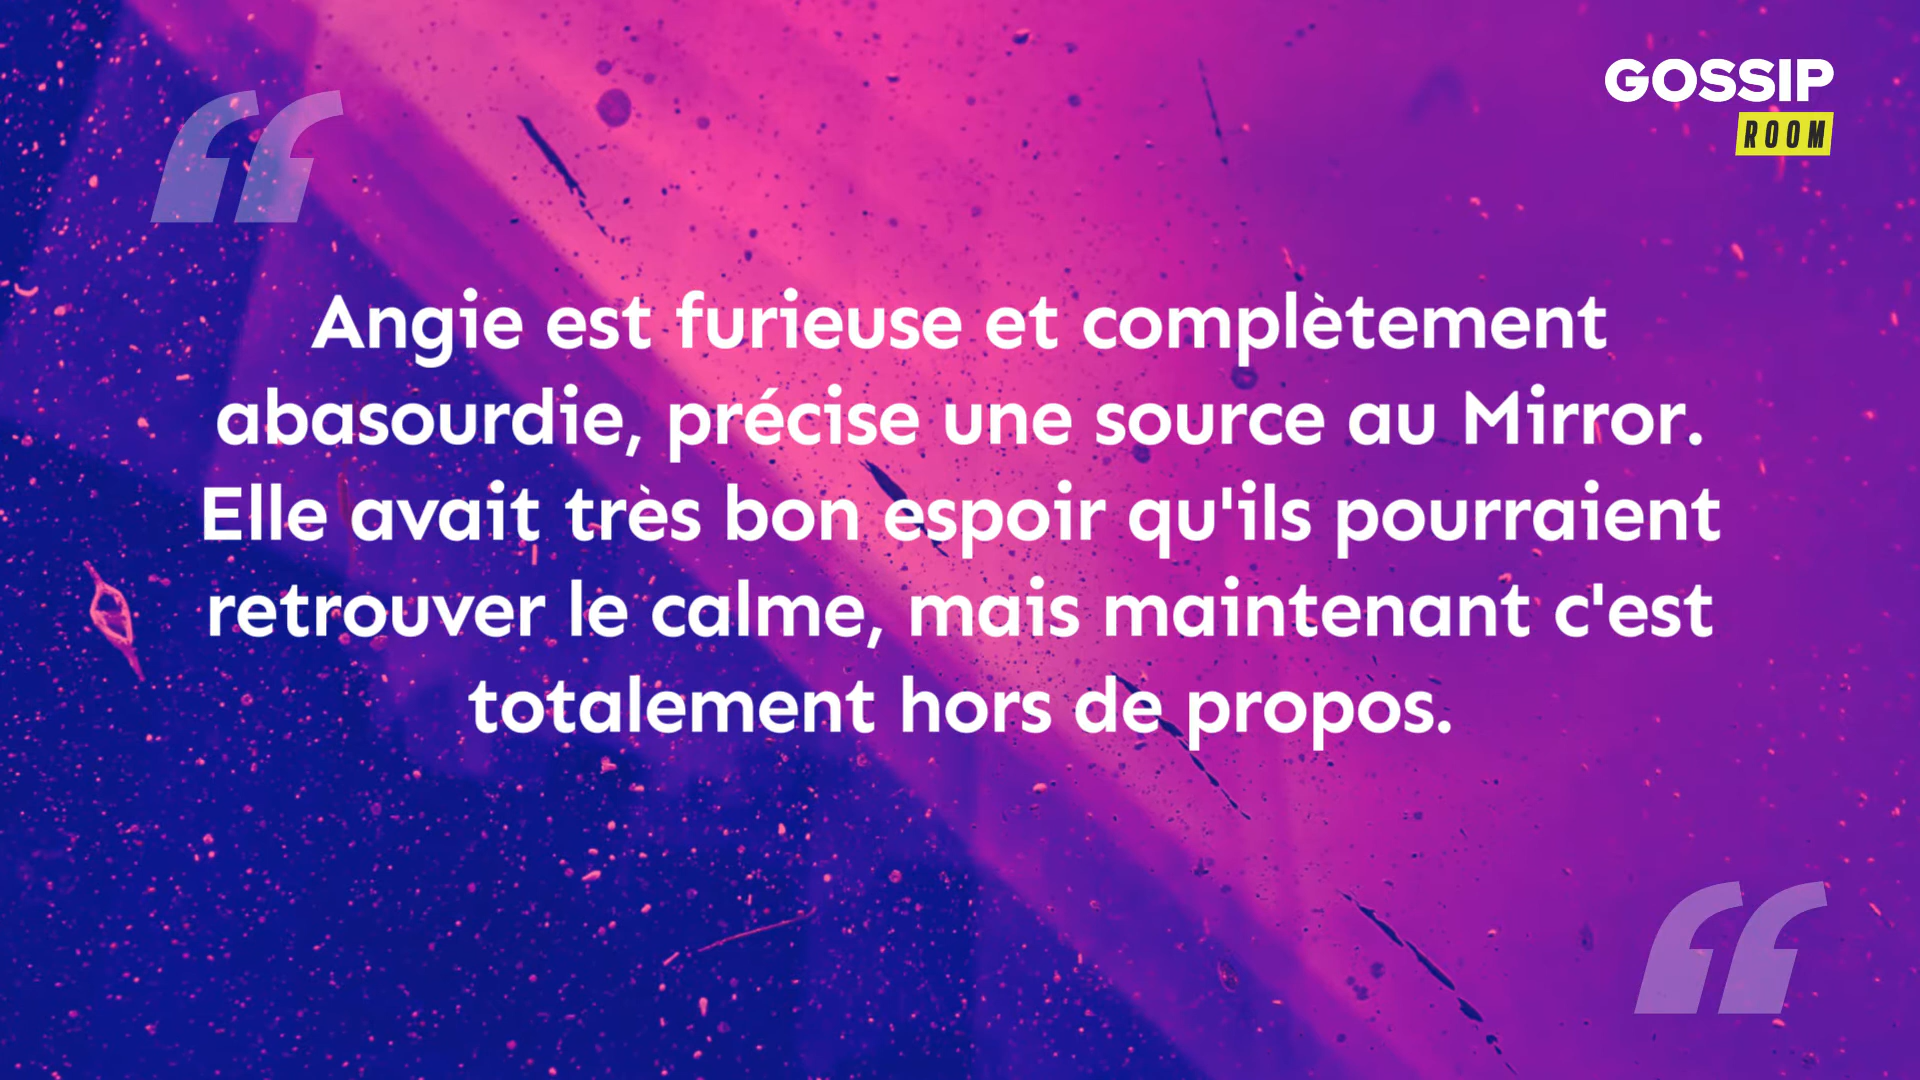 GOSSIP
ROOM
Angie est furieuse et complètement
abasourdie, précise une source au Mirror.
Elle avait très bon espoir qu'ils pourraient
retrouver le calme, mais maintenant c'est
totalement hors de propos.